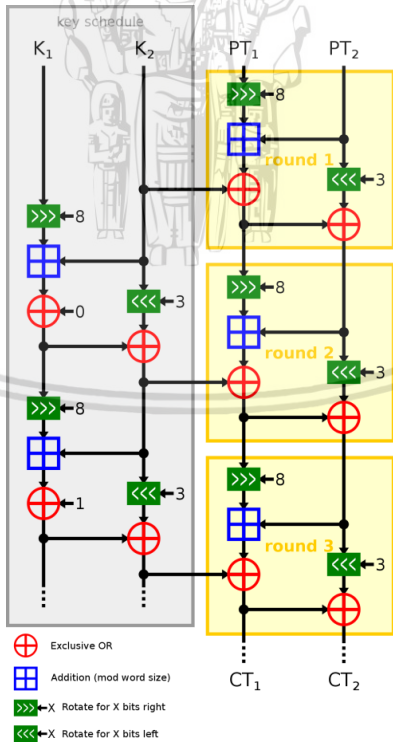 key schedule
K1 K2 PT1 PT2
>>> 8
round 1
<<< 3
>>> 8
0
<<< 3
>>> 8
round 2
<<< 3
>>> 8
1
<<< 3
>>> 8
round 3
<<< 3
CT1 CT2
Exclusive OR
Addition (mod word size)
>>> X Rotate for X bits right
<<< X Rotate for X bits left